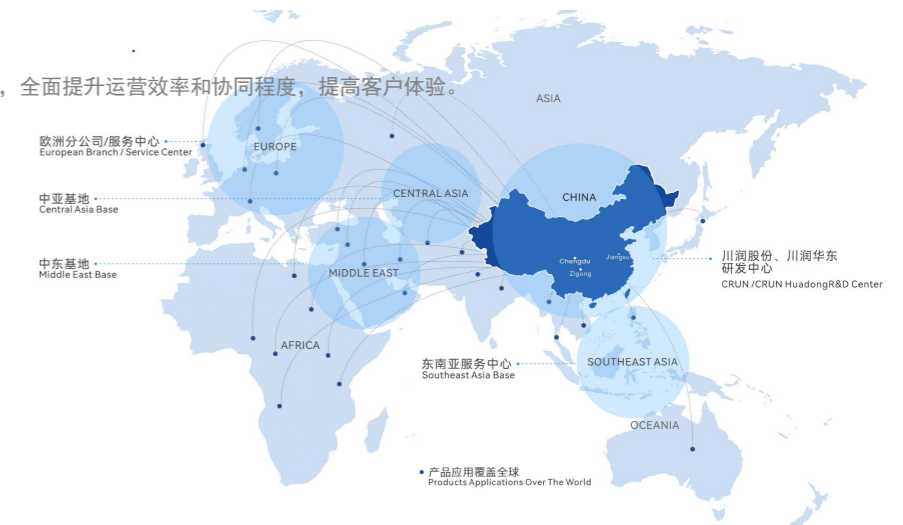 ，全面提升运营效率和协同程度，提高客户体验。
ASIA
欧洲分公司/服务中心
European Branch / Service Center
EUROPE
中亚基地
Central Asia Base
CENTRAL ASIA
CHINA
中东基地
Middle East Base
MIDDLE EAST
Chengdu
Jiangsu
Zigong
川润股份、川润华东
研发中心
CRUN /CRUN HuadongR&D Center
AFRICA
东南亚服务中心
Southeast Asia Base
SOUTHEAST ASIA
OCEANIA
产品应用覆盖全球
Products Applications Over The World